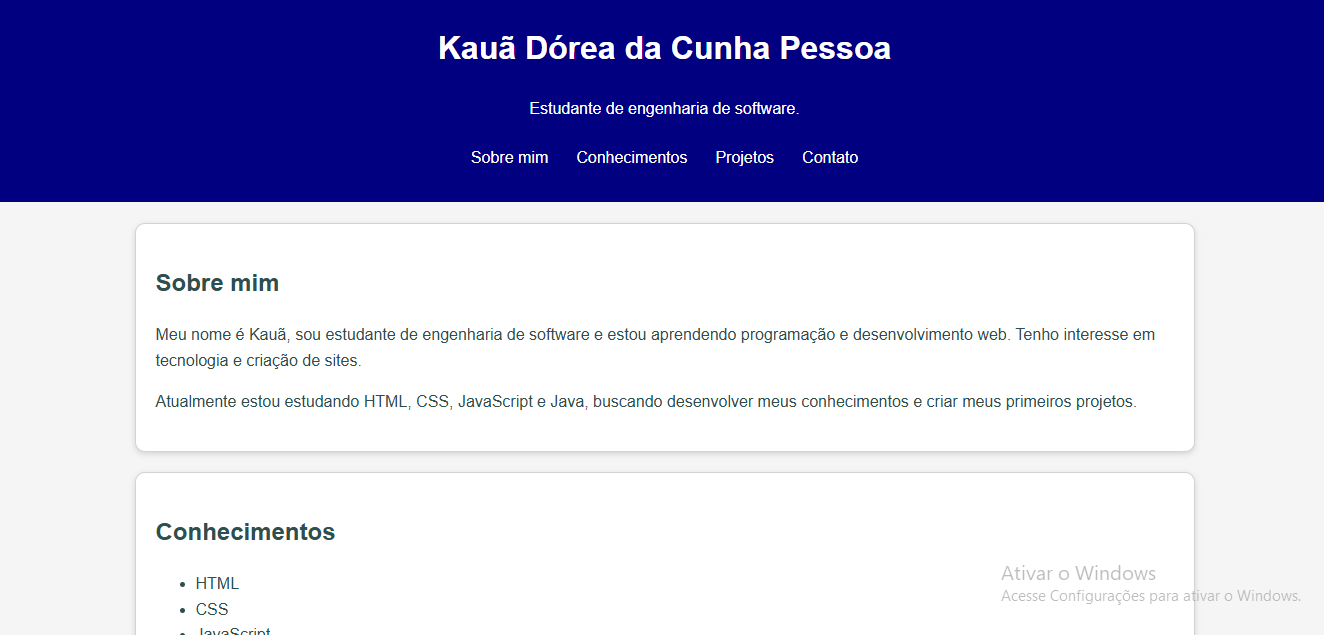 Kauã Dórea da Cunha Pessoa
Estudante de engenharia de software.
Sobre mim Conhecimentos Projetos Contato
Sobre mim
Meu nome é Kauã, sou estudante de engenharia de software e estou aprendendo programação e desenvolvimento web. Tenho interesse em
tecnologia e criação de sites.
Atualmente estou estudando HTML, CSS, JavaScript e Java, buscando desenvolver meus conhecimentos e criar meus primeiros projetos.
Conhecimentos
• HTML
• CSS
• JavaScript
Ativar o Windows
Acesse Configurações para ativar o Windows.